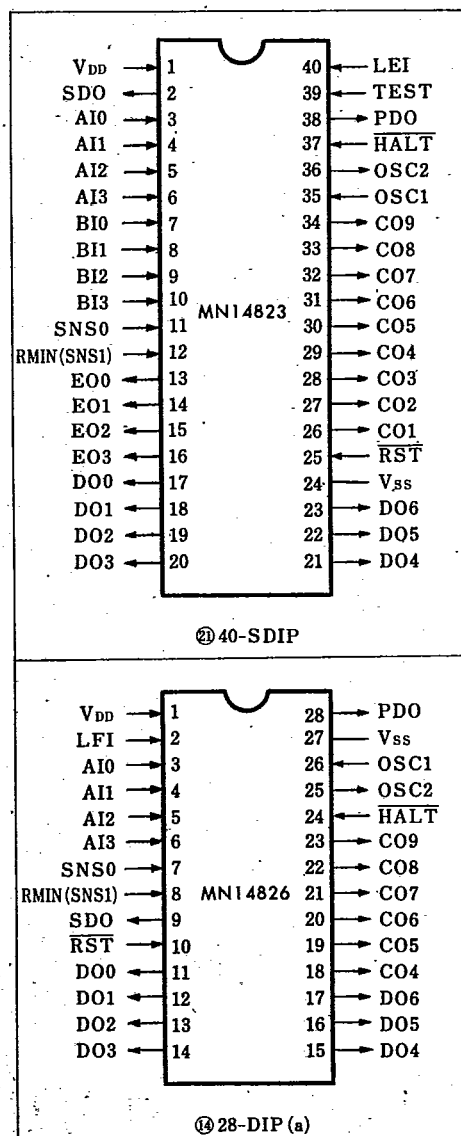 VDD 1 40 LEI
SDO 2 39 TEST
AI0 3 38 PDO
AI1 4 37 HALT
AI2 5 36 OSC2
AI3 6 35 OSC1
BI0 7 34 CO9
BI1 8 33 CO8
BI2 9 32 CO7
BI3 10 31 CO6
MN14823
SNS0 11 30 CO5
RMIN(SNS1) 12 29 CO4
EO0 13 28 CO3
EO1 14 27 CO2
EO2 15 26 CO1
EO3 16 25 RST
DO0 17 24 VSS
DO1 18 23 DO6
DO2 19 22 DO5
DO3 20 21 DO4
㉑ 40-SDIP
VDD 1 28 PDO
LFI 2 27 VSS
AI0 3 26 OSC1
AI1 4 25 OSC2
AI2 5 24 HALT
AI3 6 23 CO9
SNS0 7 22 CO8
RMIN(SNS1) 8 MN14826 21 CO7
SDO 9 20 CO6
RST 10 19 CO5
DO0 11 18 CO4
DO1 12 17 DO6
DO2 13 16 DO5
DO3 14 15 DO4
⑭ 28-DIP (a)